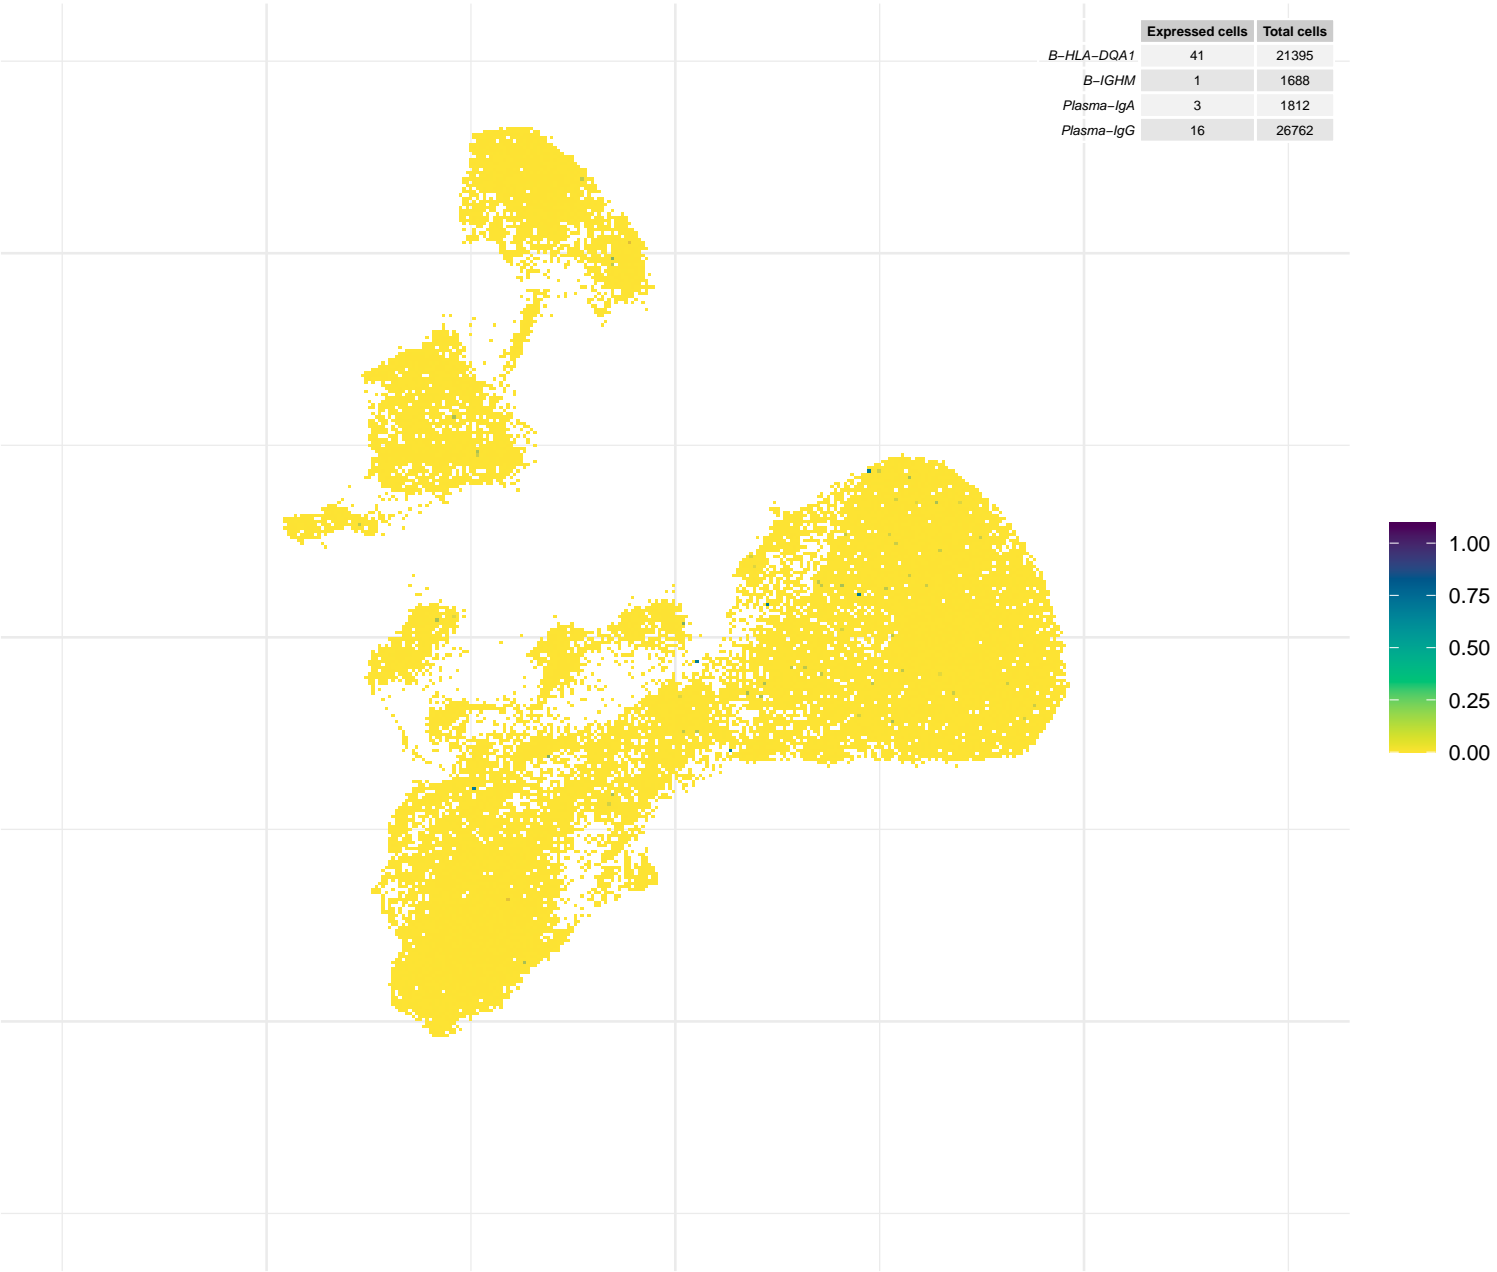 Expressed cells Total cells
B−HLA−DQA1 41 21395
B−IGHM 1 1688
Plasma−IgA 3 1812
Plasma−IgG 16 26762
1.00
0.75
0.50
0.25
0.00